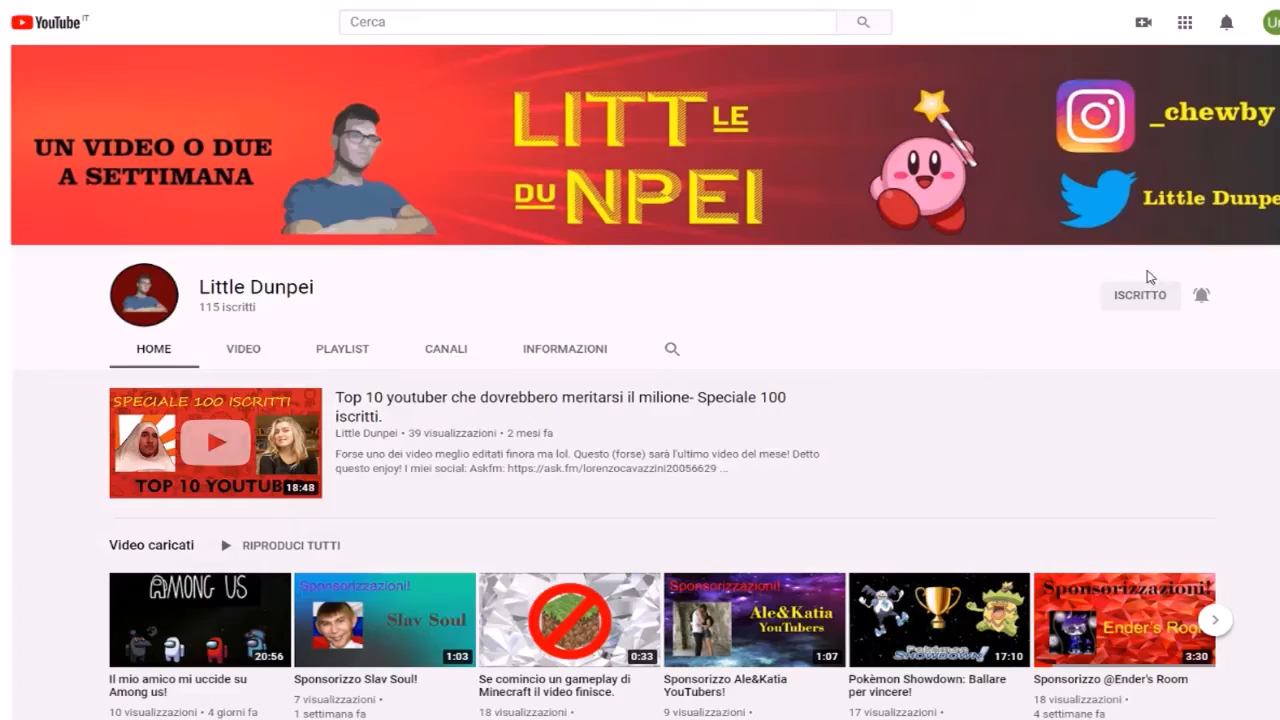 YouTube IT
Cerca
UN VIDEO O DUE
A SETTIMANA
LITTLE
DUNPEI
_chewby
Little Dunpe
Little Dunpei
115 iscritti
ISCRITTO
HOME VIDEO PLAYLIST CANALI INFORMAZIONI
SPECIALE 100 ISCRITTI
TOP 10 YOUTUB
18:48
Top 10 youtuber che dovrebbero meritarsi il milione- Speciale 100
iscritti.
Little Dunpei • 39 visualizzazioni • 2 mesi fa
Forse uno dei video meglio editati finora ma lol. Questo (forse) sarà l'ultimo video del mese! Detto
questo enjoy! I miei social: Askfm: https://ask.fm/lorenzocavazzini20056629 ...
Video caricati RIPRODUCI TUTTI
AMONG US
20:56
Sponsorizzazioni!
Slav Soul
1:03
0:33
Sponsorizzazioni!
Ale&Katia
YouTubers
1:07
POKÉMON SHOWDOWN!
17:10
Sponsorizzazioni!
Ender's Roo
3:30
Il mio amico mi uccide su
Among us!
10 visualizzazioni • 4 giorni fa
Sponsorizzo Slav Soul!
7 visualizzazioni •
1 settimana fa
Se comincio un gameplay di
Minecraft il video finisce.
18 visualizzazioni •
Sponsorizzo Ale&Katia
YouTubers!
9 visualizzazioni •
Pokémon Showdown: Ballare
per vincere!
17 visualizzazioni •
Sponsorizzo @Ender's Room
18 visualizzazioni •
4 settimane fa